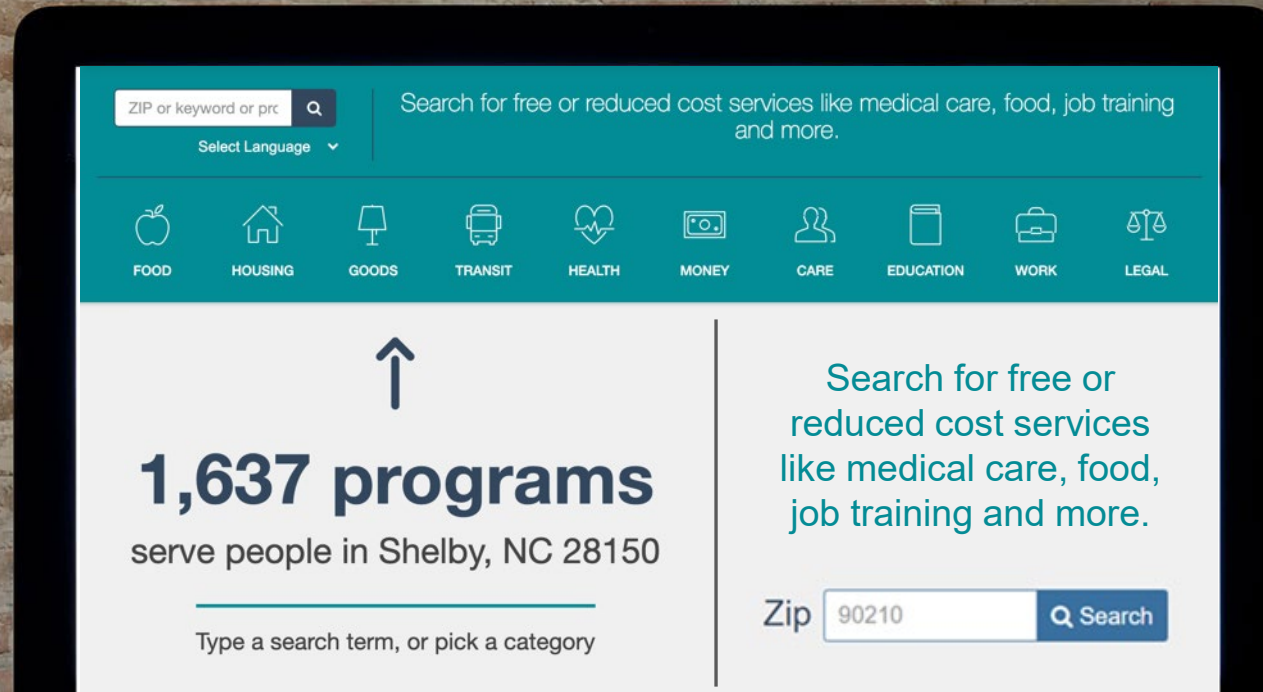 ZIP or keyword or prc
Select Language
Search for free or reduced cost services like medical care, food, job training
and more.
FOOD
HOUSING
GOODS
TRANSIT
HEALTH
MONEY
CARE
EDUCATION
WORK
LEGAL
1,637 programs
serve people in Shelby, NC 28150
Type a search term, or pick a category
Search for free or
reduced cost services
like medical care, food,
job training and more.
Zip 90210 Search